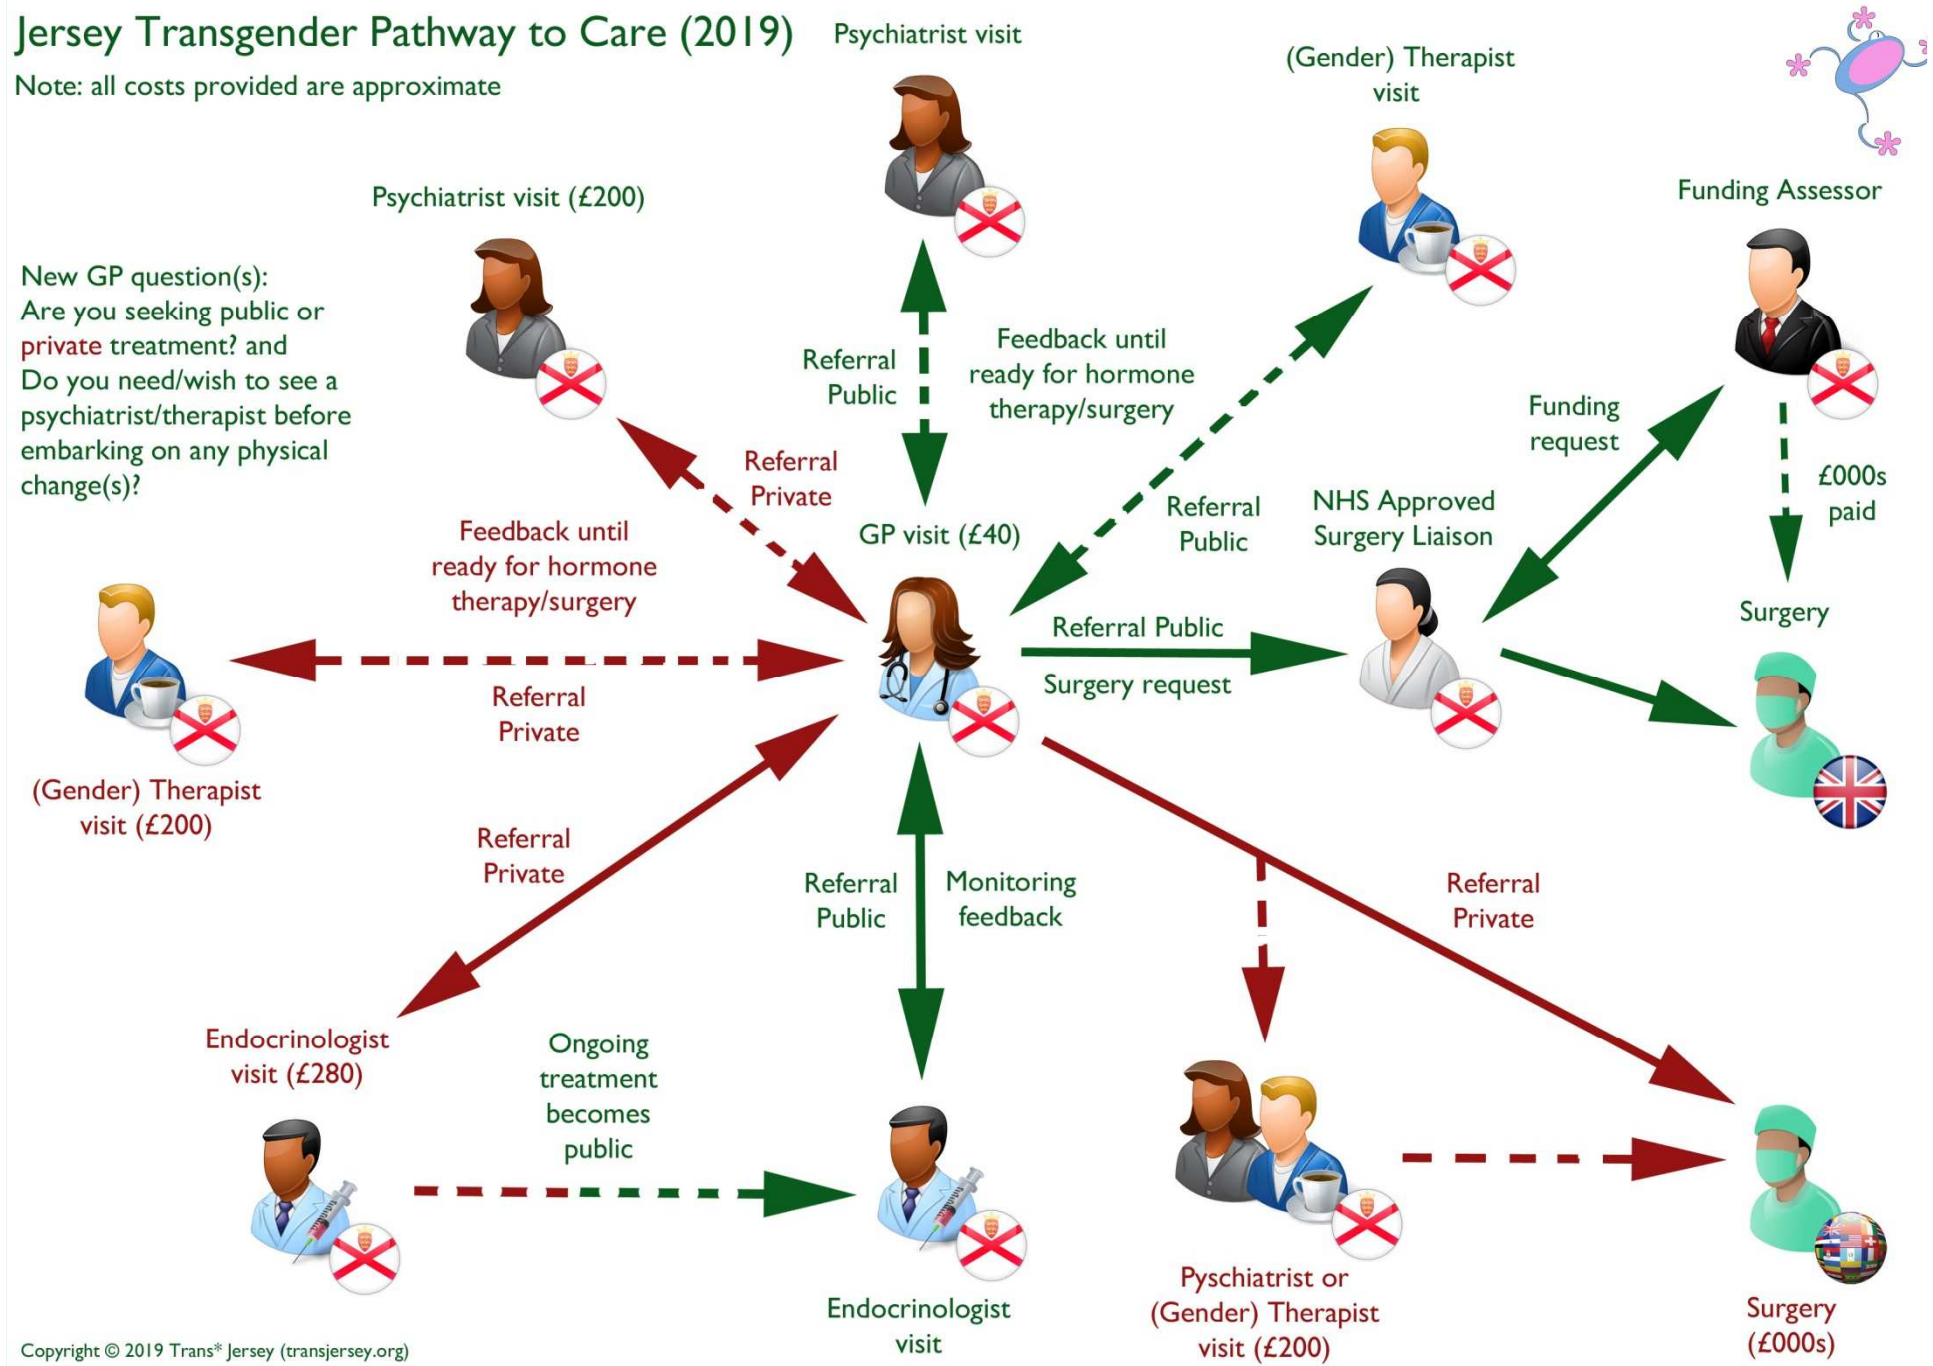 Jersey Transgender Pathway to Care (2019)
Note: all costs provided are approximate
Psychiatrist visit
(Gender) Therapist
visit
Funding Assessor
Psychiatrist visit (£200)
New GP question(s):
Are you seeking public or
private treatment? and
Do you need/wish to see a
psychiatrist/therapist before
embarking on any physical
change(s)?
Referral
Public
Feedback until
ready for hormone
therapy/surgery
Funding
request
Referral
Private
£000s
paid
Referral
Public
NHS Approved
Surgery Liaison
Feedback until
ready for hormone
therapy/surgery
GP visit (£40)
Surgery
Referral Public
Surgery request
Referral
Private
(Gender) Therapist
visit (£200)
Referral
Private
Referral
Public
Monitoring
feedback
Referral
Private
Endocrinologist
visit (£280)
Ongoing
treatment
becomes
public
Endocrinologist
visit
Pyschiatrist or
(Gender) Therapist
visit (£200)
Surgery
(£000s)
Copyright © 2019 Trans* Jersey (transjersey.org)